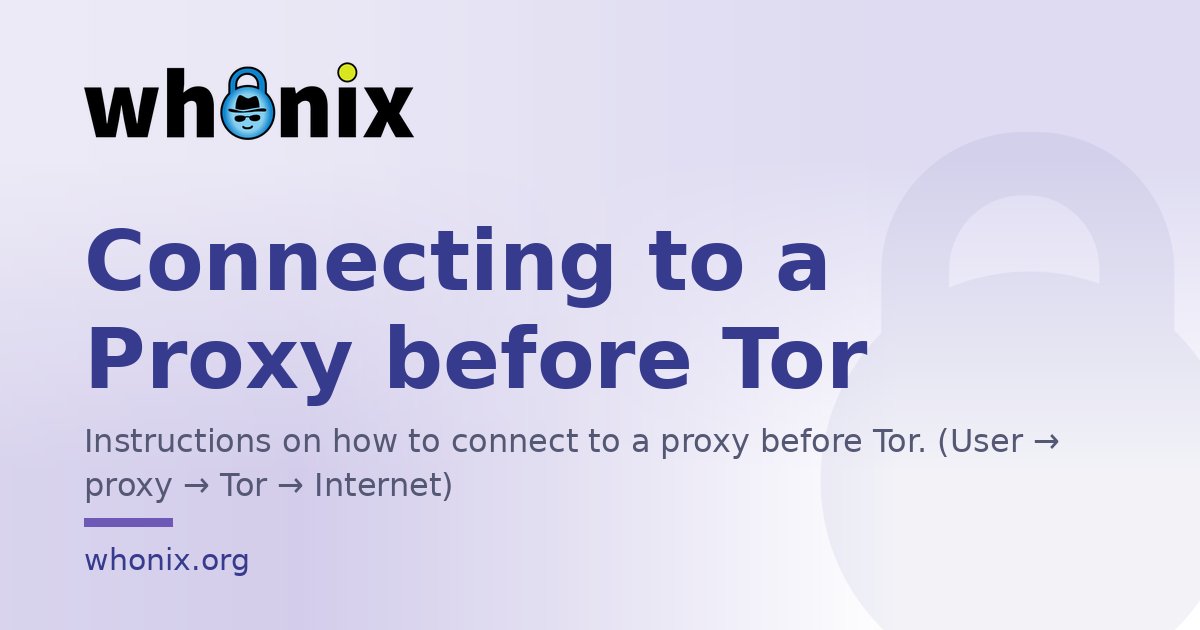 whonix
Connecting to a
Proxy before Tor
Instructions on how to connect to a proxy before Tor. (User →
proxy → Tor → Internet)
whonix.org